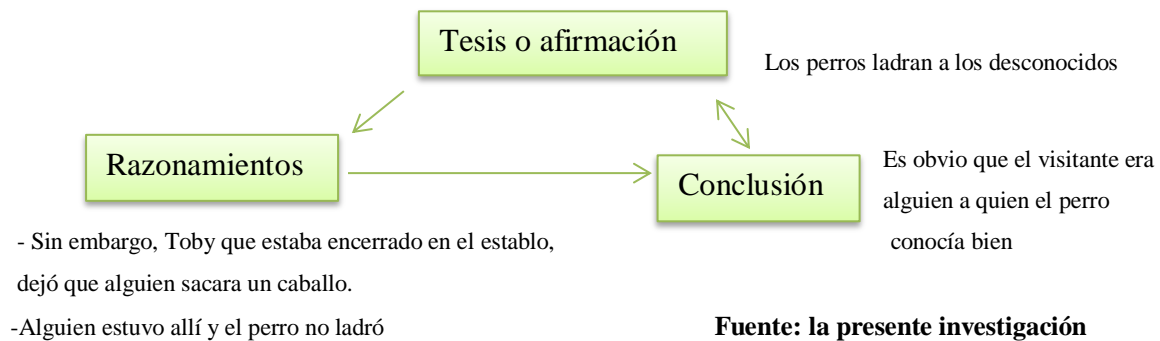 Tesis o afirmación
Los perros ladran a los desconocidos
Razonamientos
Conclusión
Es obvio que el visitante era
alguien a quien el perro
conocía bien
- Sin embargo, Toby que estaba encerrado en el establo,
dejó que alguien sacara un caballo.
-Alguien estuvo allí y el perro no ladró
Fuente: la presente investigación